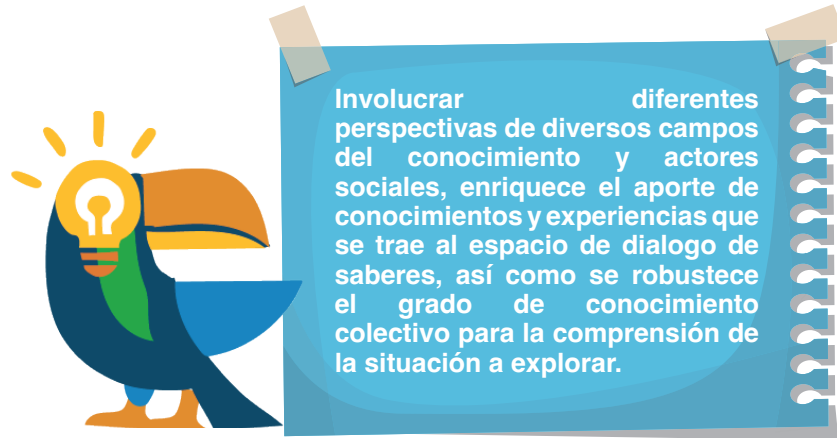 Involucrar diferentes
perspectivas de diversos campos
del conocimiento y actores
sociales, enriquece el aporte de
conocimientos y experiencias que
se trae al espacio de dialogo de
saberes, así como se robustece
el grado de conocimiento
colectivo para la comprensión de
la situación a explorar.